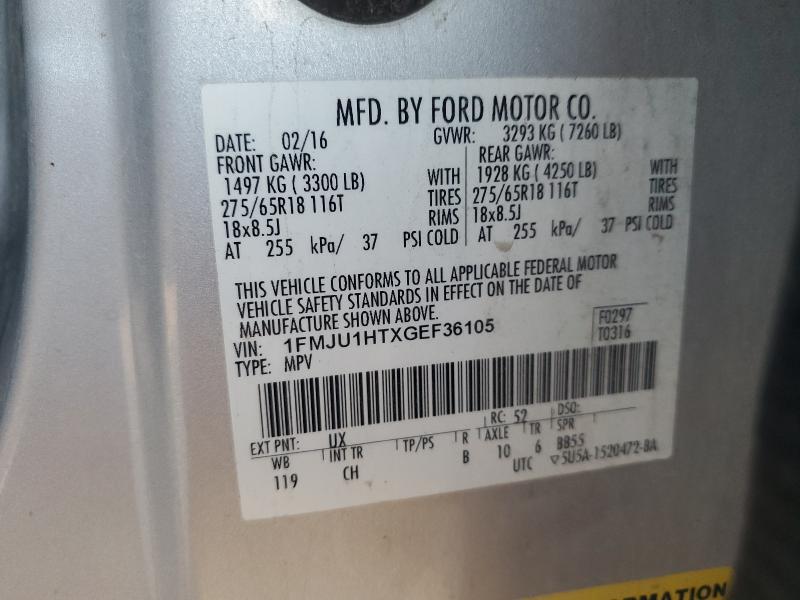 MFD. BY FORD MOTOR CO.
DATE: 02/16 GVWR: 3293 KG ( 7260 LB)
FRONT GAWR: REAR GAWR:
1497 KG ( 3300 LB) WITH 1928 KG ( 4250 LB) WITH
275/65R18 116T TIRES 275/65R18 116T TIRES
18x8.5J RIMS 18x8.5J RIMS
AT 255 kPa/ 37 PSI COLD AT 255 kPa/ 37 PSI COLD
THIS VEHICLE CONFORMS TO ALL APPLICABLE FEDERAL MOTOR
VEHICLE SAFETY STANDARDS IN EFFECT ON THE DATE OF
MANUFACTURE SHOWN ABOVE.
F0297
VIN: 1FMJU1HTXGEF36105
T0316
TYPE: MPV
EXT PNT: UX RC: 52 DSO:
WB INT TR TP/PS R AXLE TR SPR
119 CH B 10 6 BB55
UTC ▽5U5A-1520472-BA
INFORMATION